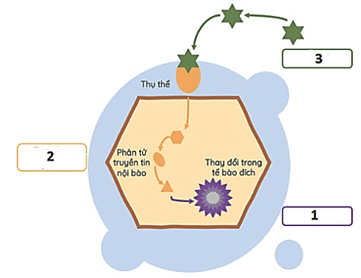 3
Thụ thể
Phân tử
truyền tin
nội bào
Thay đổi trong
tế bào đích
2
1